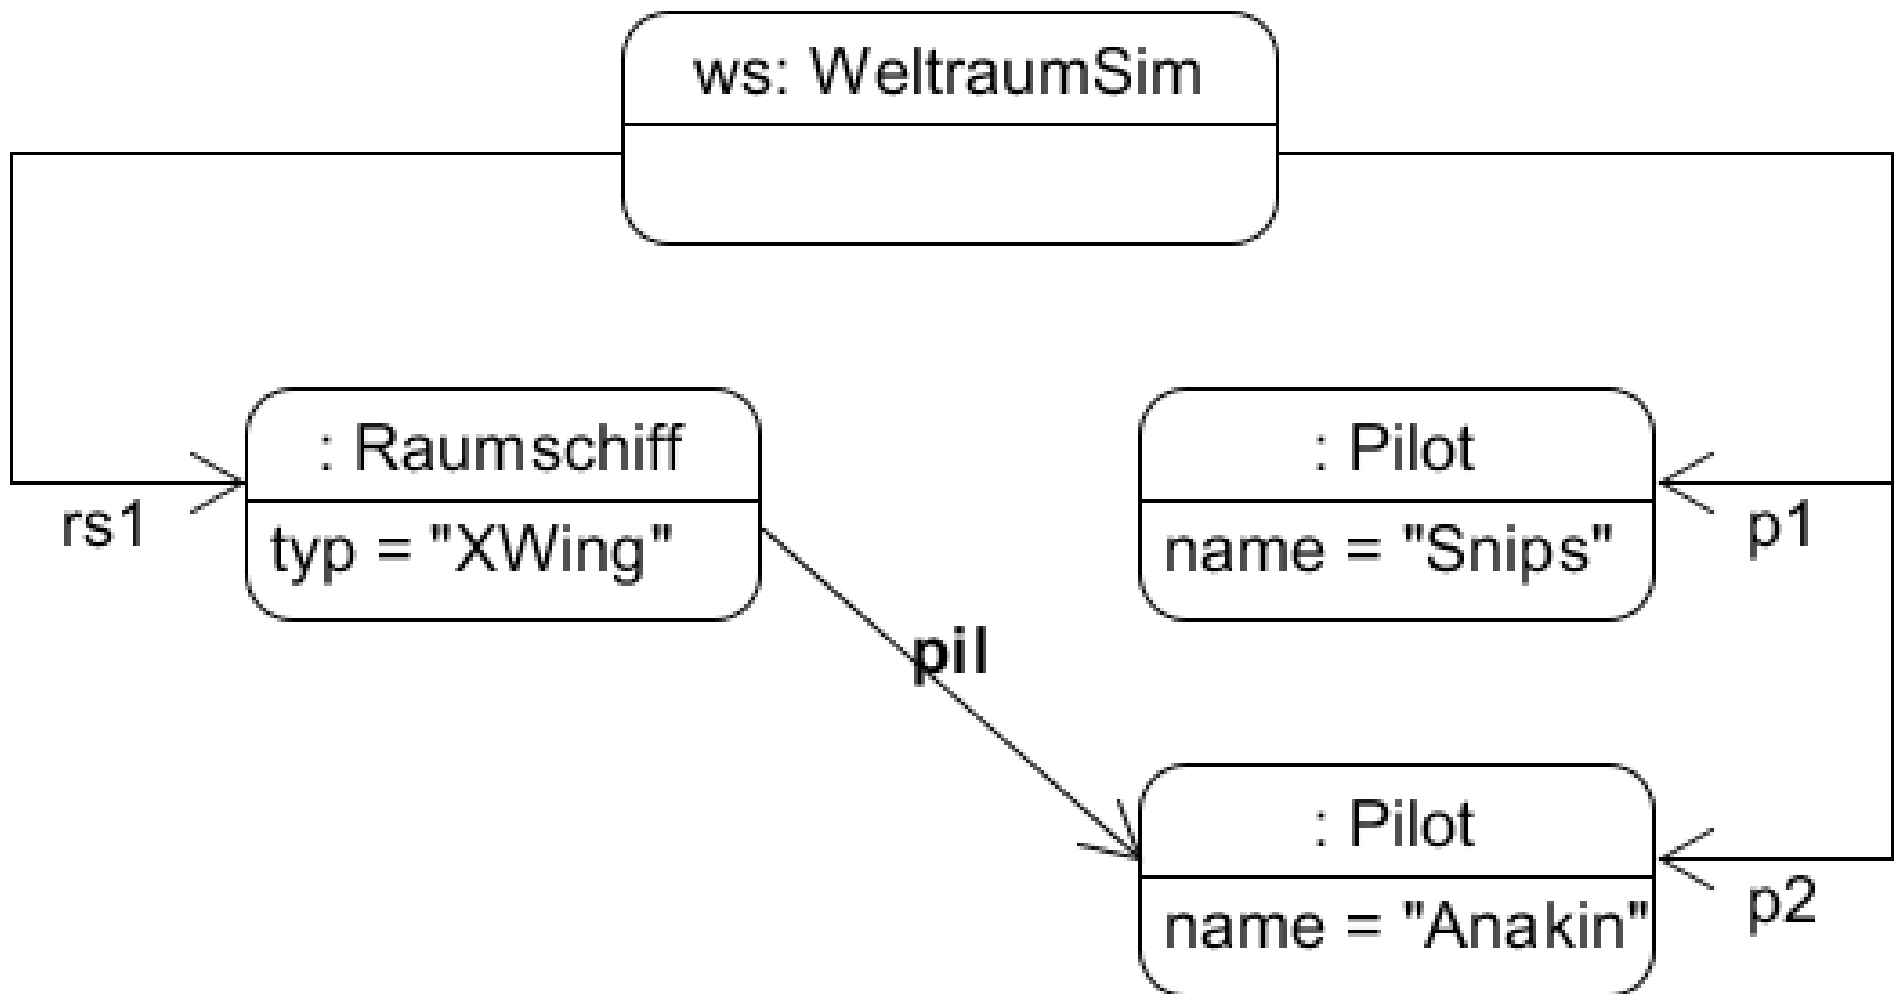 ws: WeltraumSim
: Raumschiff
typ = "XWing"
rs1
: Pilot
name = "Snips"
p1
pil
: Pilot
name = "Anakin"
p2